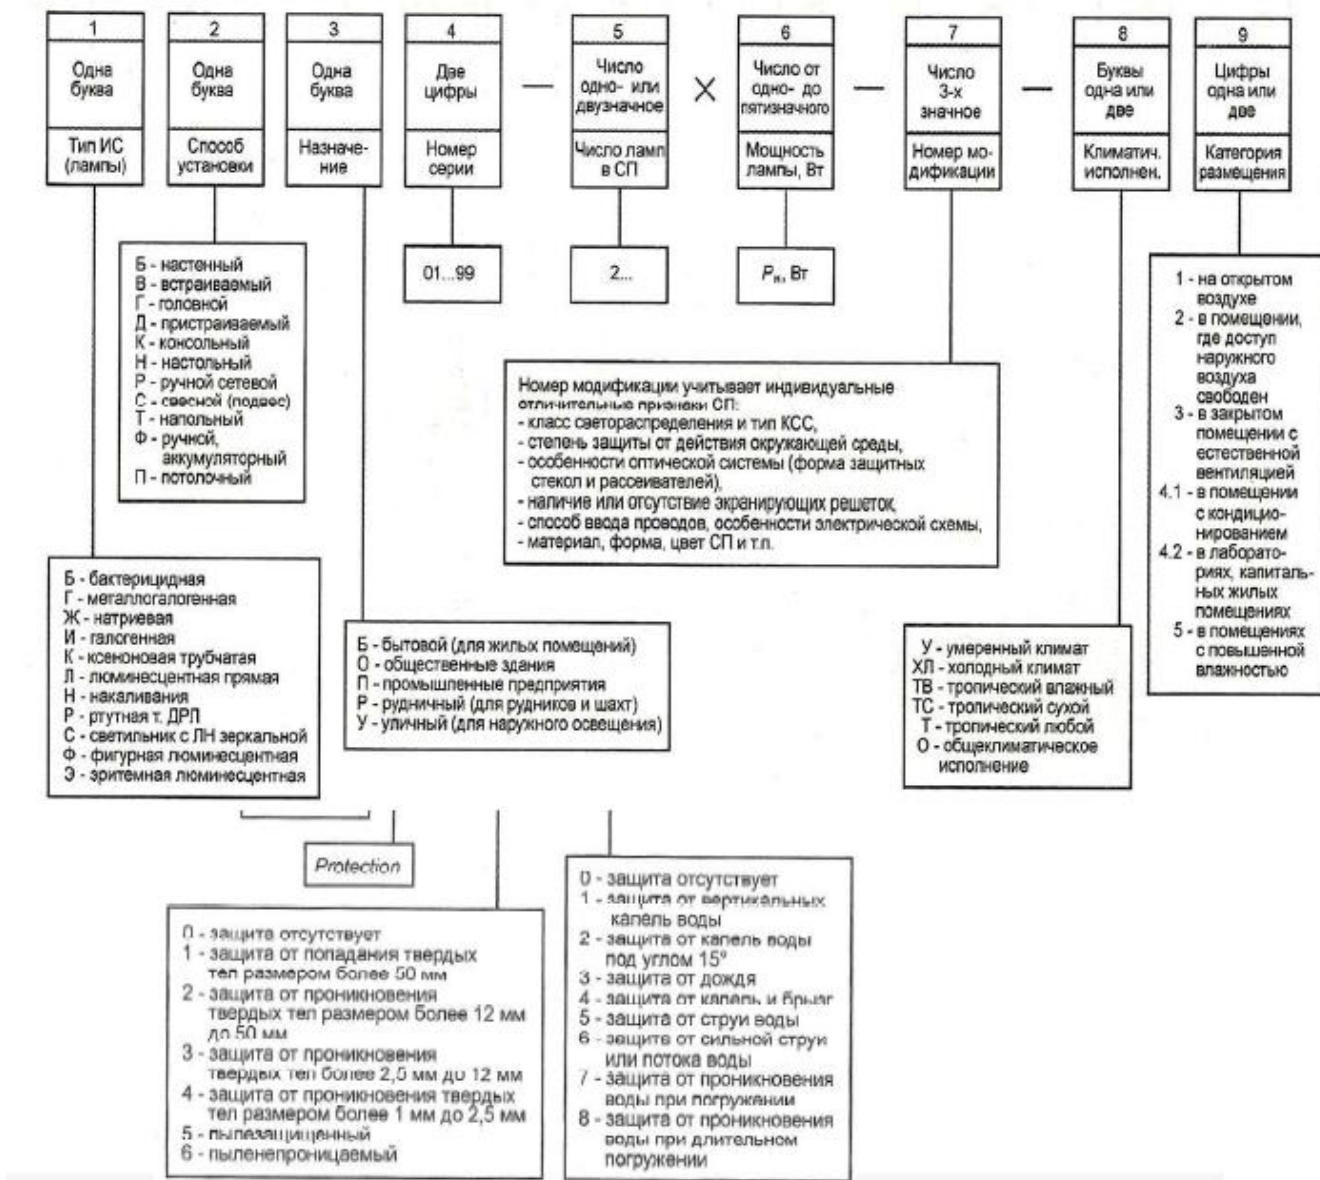 1
Одна
буква
Тип ИС
(лампы)
2
Одна
буква
Способ
установки
3
Одна
буква
Назначе-
ние
4
Две
цифры
Номер
серии
—
5
Число
одно- или
двузначное
Число ламп
в СП
×
6
Число от
одно- до
пятизначного
Мощность
лампы, Вт
—
7
Число
3-х
значное
Номер мо-
дификации
—
8
Буквы
одна или
две
Климатич.
исполнен.
9
Цифры
одна или
две
Категория
размещения
Б - настенный
В - встраиваемый
Г - головной
Д - пристраиваемый
К - консольный
Н - настольный
Р - ручной сетевой
С - свесной (подвес)
Т - напольный
Ф - ручной,
аккумуляторный
П - потолочный
01...99
2...
Pн, Вт
1 - на открытом
воздухе
2 - в помещении,
где доступ
наружного
воздуха
свободен
3 - в закрытом
помещении с
естественной
вентиляцией
4.1 - в помещении
с кондицио-
нированием
4.2 - в лаборато-
риях, капиталь-
ных жилых
помещениях
5 - в помещениях
с повышенной
влажностью
Номер модификации учитывает индивидуальные
отличительные признаки СП:
- класс светораспределения и тип КСС,
- степень защиты от действия окружающей среды,
- особенности оптической системы (форма защитных
стекол и рассеивателей),
- наличие или отсутствие экранирующих решеток,
- способ ввода проводов, особенности электрической схемы,
- материал, форма, цвет СП и т.п.
Б - бактерицидная
Г - металлогалогенная
Ж - натриевая
И - галогенная
К - ксеноновая трубчатая
Л - люминесцентная прямая
Н - накаливания
Р - ртутная т. ДРЛ
С - светильник с ЛН зеркальной
Ф - фигурная люминесцентная
Э - эритемная люминесцентная
Б - бытовой (для жилых помещений)
О - общественные здания
П - промышленные предприятия
Р - рудничный (для рудников и шахт)
У - уличный (для наружного освещения)
У - умеренный климат
ХЛ - холодный климат
ТВ - тропический влажный
ТС - тропический сухой
Т - тропический любой
О - общеклиматическое
исполнение
Protection
0 - защита отсутствует
1 - защита от попадания твердых
тел размером более 50 мм
2 - защита от проникновения
твердых тел размером более 12 мм
до 50 мм
3 - защита от проникновения
твердых тел более 2,5 мм до 12 мм
4 - защита от проникновения твердых
тел размером более 1 мм до 2,5 мм
5 - пылезащищенный
6 - пыленепроницаемый
0 - защита отсутствует
1 - защита от вертикальных
капель воды
2 - защита от капель воды
под углом 15°
3 - защита от дождя
4 - защита от капель и брызг
5 - защита от струи воды
6 - защита от сильной струи
или потока воды
7 - защита от проникновения
воды при погружении
8 - защита от проникновения
воды при длительном
погружении